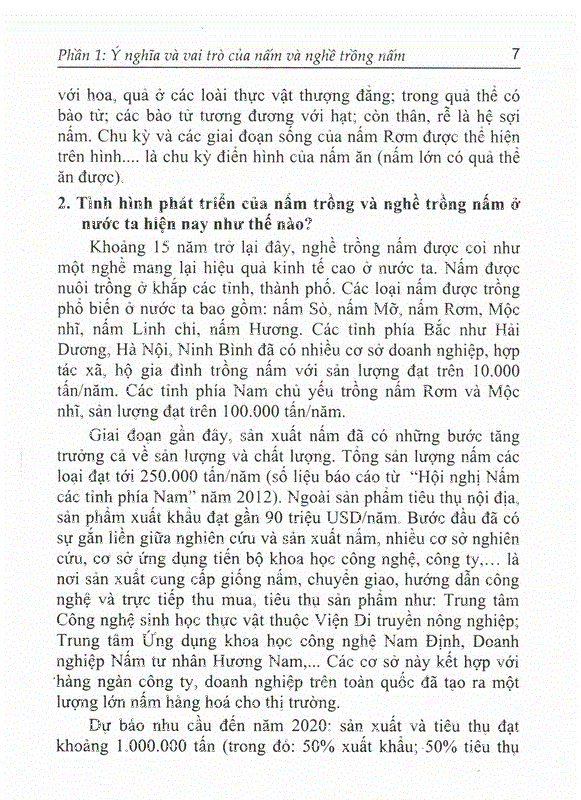 Phần 1: Ý nghĩa và vai trò của nấm và nghề trồng nấm 7
với hoa, quả ở các loài thực vật thượng đẳng; trong quả thể có
bào tử; các bào tử tương đương với hạt; còn thân, rễ là hệ sợi
nấm. Chu kỳ và các giai đoạn sống của nấm Rơm được thể hiện
trên hình.... là chu kỳ điển hình của nấm ăn (nấm lớn có quả thể
ăn được).
2. Tình hình phát triển của nấm trồng và nghề trồng nấm ở
nước ta hiện nay như thế nào?
Khoảng 15 năm trở lại đây, nghề trồng nấm được coi như
một nghề mang lại hiệu quả kinh tế cao ở nước ta. Nấm được
nuôi trồng ở khắp các tỉnh, thành phố. Các loại nấm được trồng
phổ biến ở nước ta bao gồm: nấm Sò, nấm Mỡ, nấm Rơm, Mộc
nhĩ, nấm Linh chi, nấm Hương. Các tỉnh phía Bắc như Hải
Dương, Hà Nội, Ninh Bình đã có nhiều cơ sở doanh nghiệp, hợp
tác xã, hộ gia đình trồng nấm với sản lượng đạt trên 10.000
tấn/năm. Các tỉnh phía Nam chủ yếu trồng nấm Rơm và Mộc
nhĩ, sản lượng đạt trên 100.000 tấn/năm.
Giai đoạn gần đây, sản xuất nấm đã có những bước tăng
trưởng cả về sản lượng và chất lượng. Tổng sản lượng nấm các
loại đạt tới 250.000 tấn/năm (số liệu báo cáo từ “Hội nghị Nấm
các tỉnh phía Nam” năm 2012). Ngoài sản phẩm tiêu thụ nội địa,
sản phẩm xuất khẩu đạt gần 90 triệu USD/năm. Bước đầu đã có
sự gắn liền giữa nghiên cứu và sản xuất nấm, nhiều cơ sở nghiên
cứu, cơ sở ứng dụng tiến bộ khoa học công nghệ, công ty,... là
nơi sản xuất cung cấp giống nấm, chuyển giao, hướng dẫn công
nghệ và trực tiếp thu mua, tiêu thụ sản phẩm như: Trung tâm
Công nghệ sinh học thực vật thuộc Viện Di truyền nông nghiệp;
Trung tâm Ứng dụng khoa học công nghệ Nam Định, Doanh
nghiệp Nấm tư nhân Hương Nam,... Các cơ sở này kết hợp với
hàng ngàn công ty, doanh nghiệp trên toàn quốc đã tạo ra một
lượng lớn nấm hàng hoá cho thị trường.
Dự báo nhu cầu đến năm 2020: sản xuất và tiêu thụ đạt
khoảng 1.000.000 tấn (trong đó: 50% xuất khẩu; 50% tiêu thụ